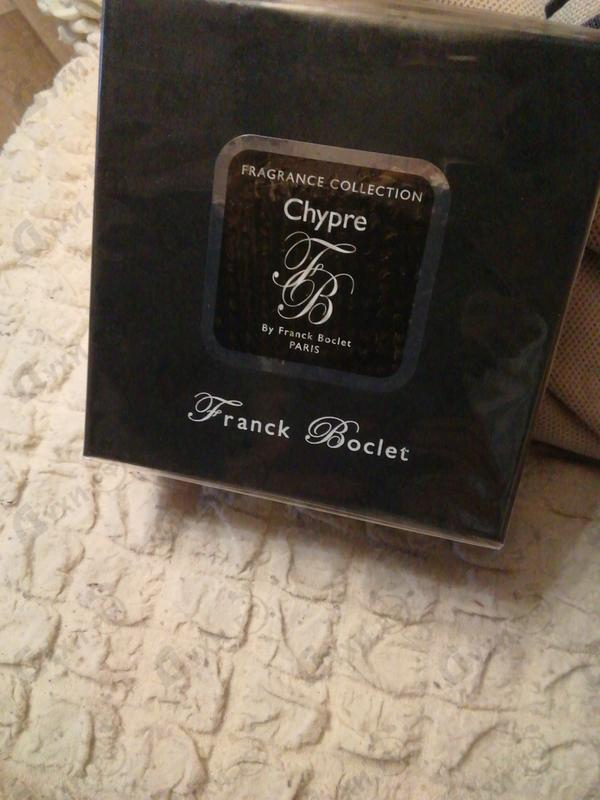 FRAGRANCE COLLECTION
Chypre
FB
By Franck Boclet
PARIS
Franck Boclet